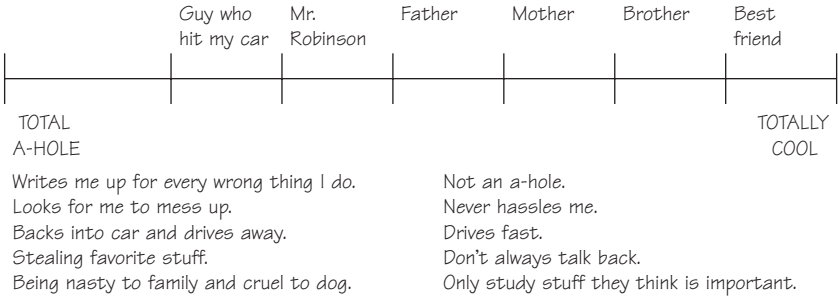 Guy who hit my car
Mr. Robinson
Father
Mother
Brother
Best friend
TOTAL A-HOLE
TOTALLY COOL
Writes me up for every wrong thing I do.
Looks for me to mess up.
Backs into car and drives away.
Stealing favorite stuff.
Being nasty to family and cruel to dog.
Not an a-hole.
Never hassles me.
Drives fast.
Don't always talk back.
Only study stuff they think is important.